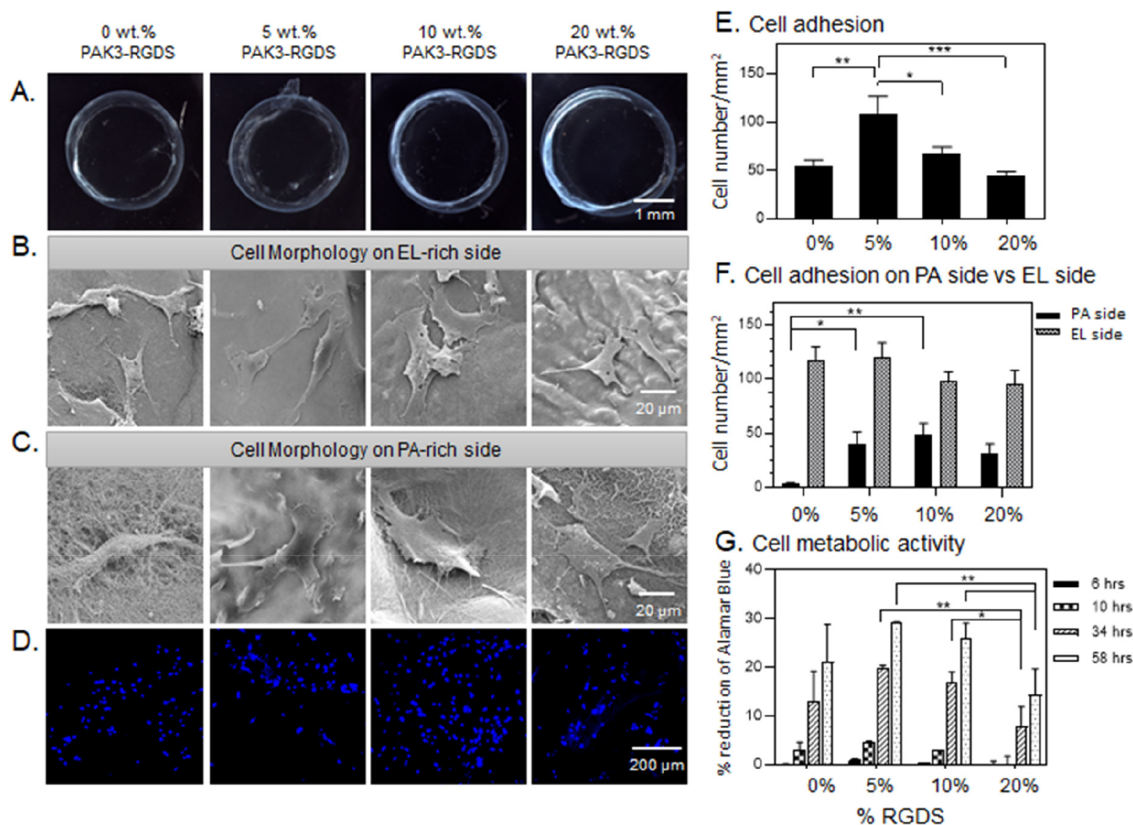 0 wt.% 5 wt.% 10 wt.% 20 wt.%
PAK3-RGDS PAK3-RGDS PAK3-RGDS PAK3-RGDS
A.
1 mm
B.
Cell Morphology on EL-rich side
20 µm
C.
Cell Morphology on PA-rich side
20 µm
D.
200 µm
E. Cell adhesion
** *** *
Cell number/mm²
150
100
50
0
0% 5% 10% 20%
F. Cell adhesion on PA side vs EL side
PA side
EL side
** *
Cell number/mm²
150
100
50
0
0% 5% 10% 20%
G. Cell metabolic activity
6 hrs
10 hrs
34 hrs
58 hrs
** ** *
% reduction of Alamar Blue
40
30
20
10
0
0% 5% 10% 20%
% RGDS